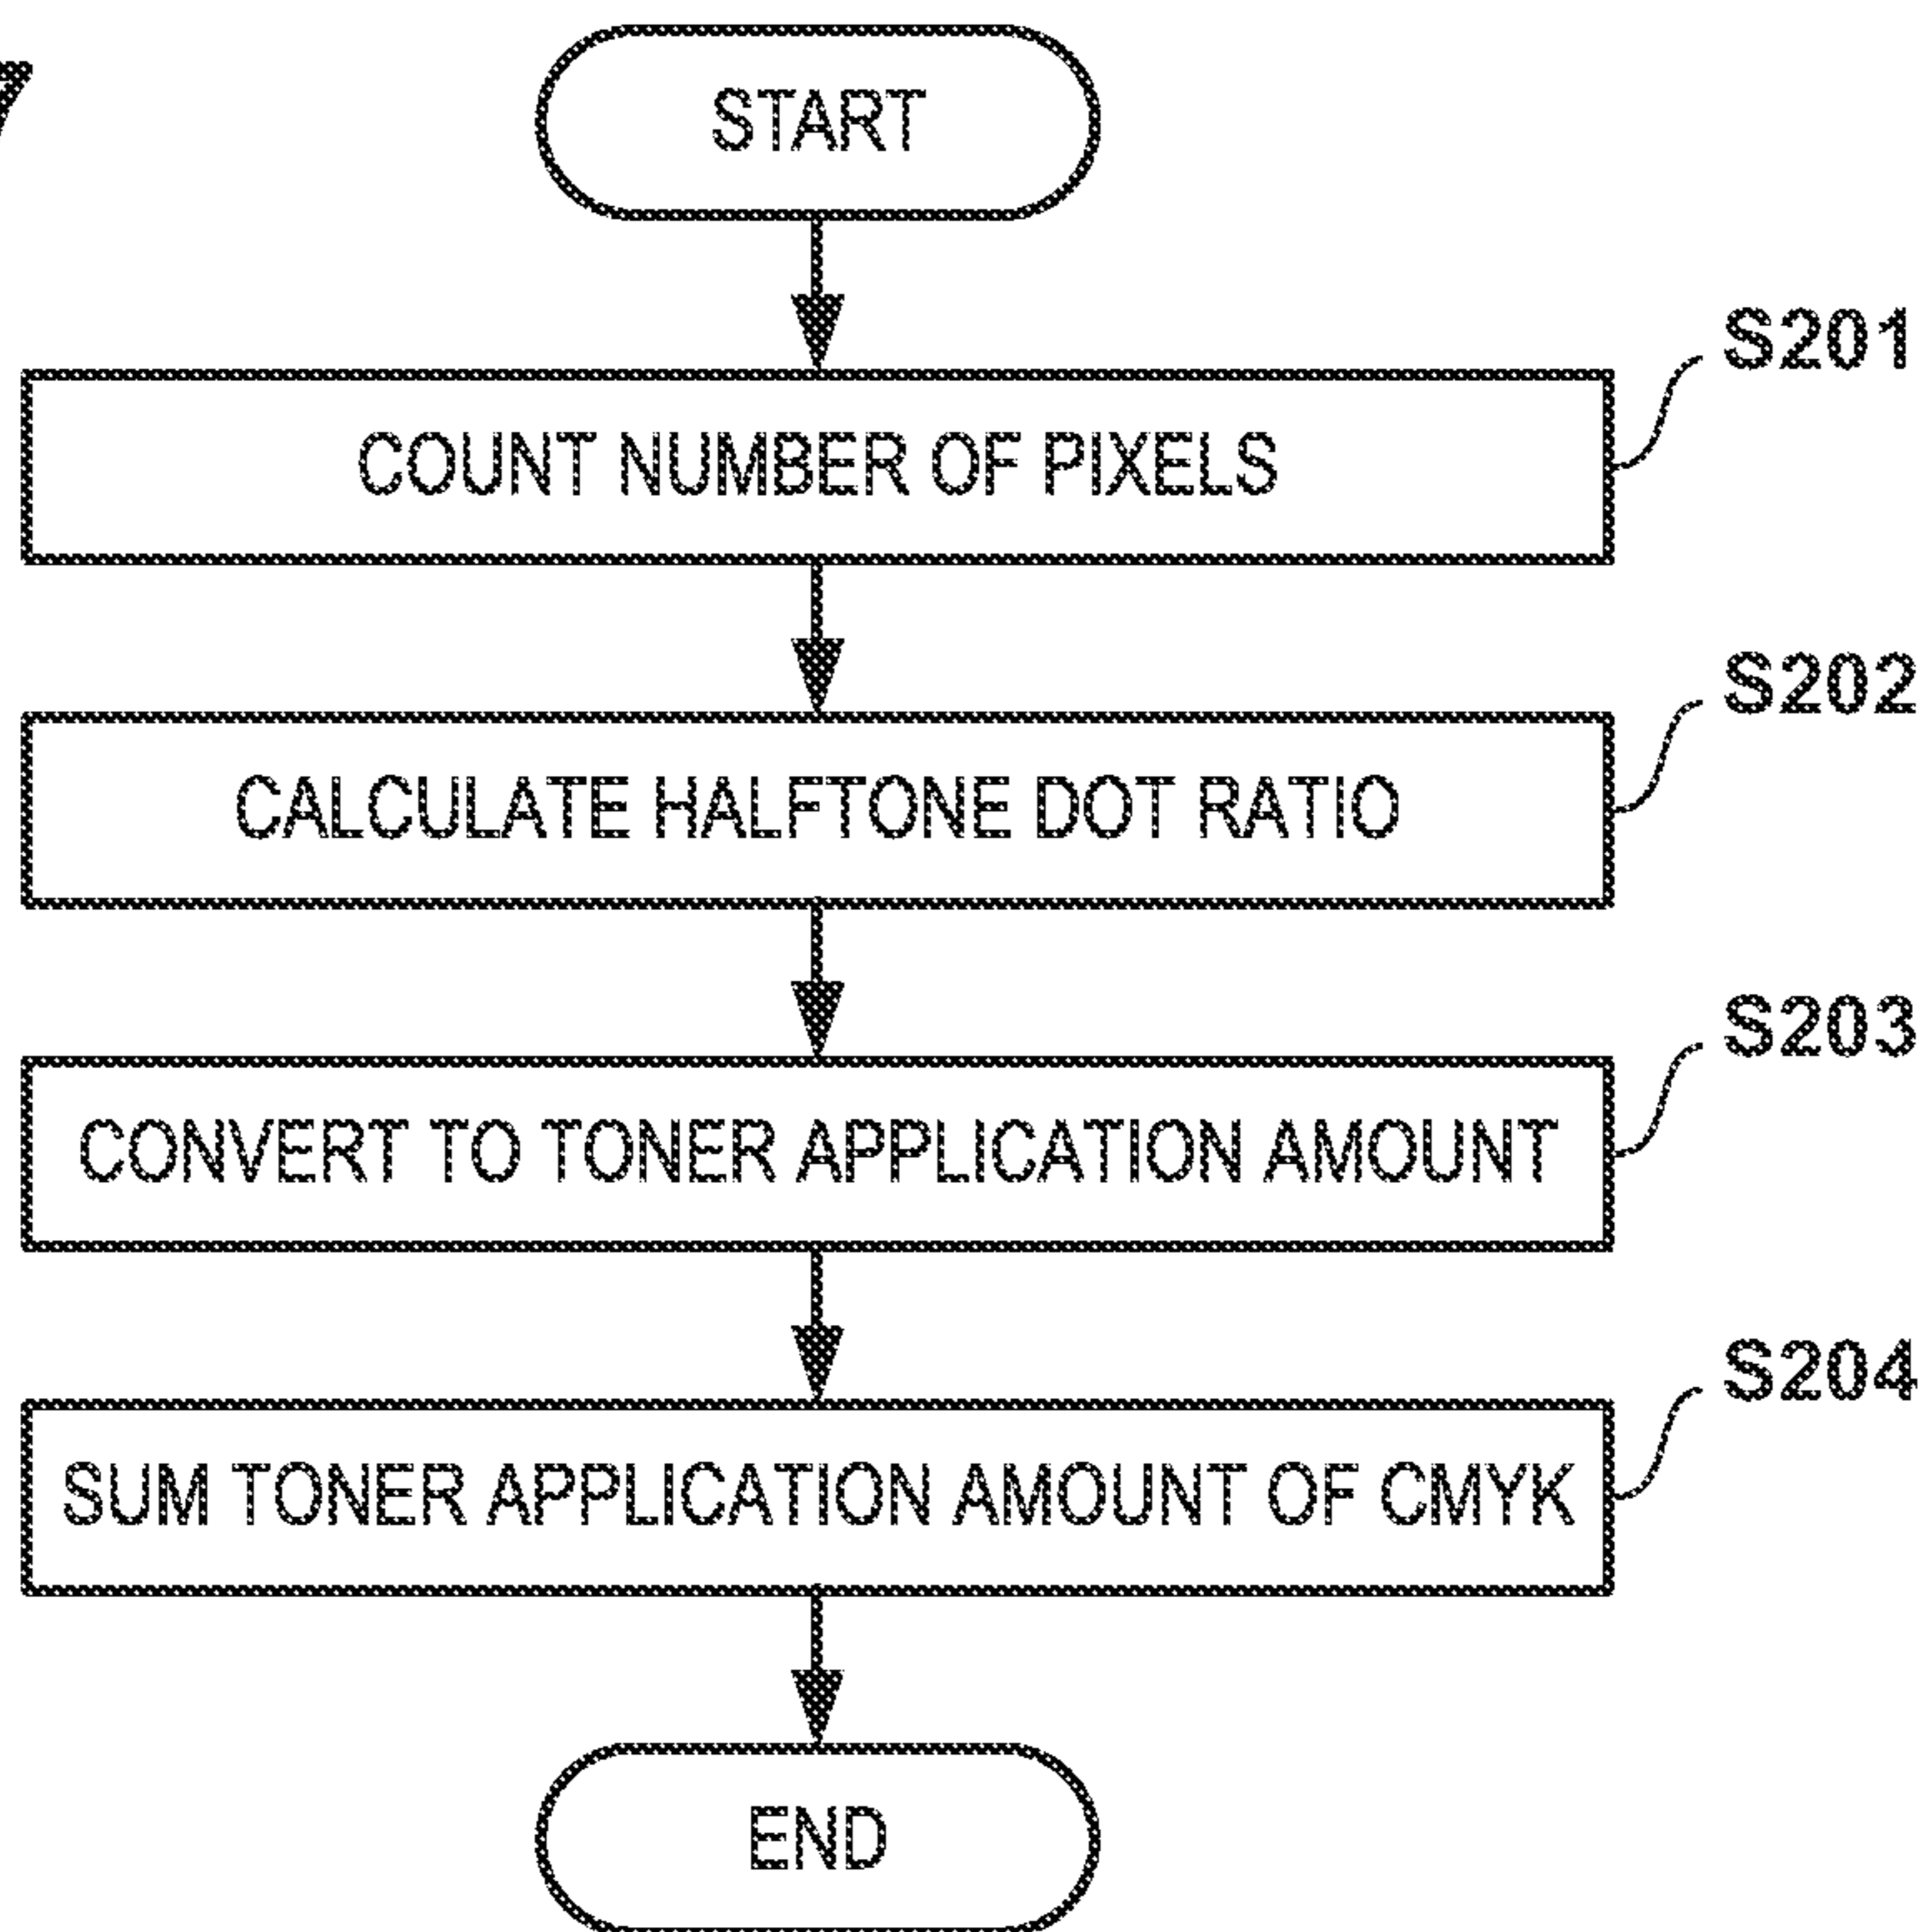 START
S201
COUNT NUMBER OF PIXELS
S202
CALCULATE HALFTONE DOT RATIO
S203
CONVERT TO TONER APPLICATION AMOUNT
S204
SUM TONER APPLICATION AMOUNT OF CMYK
END